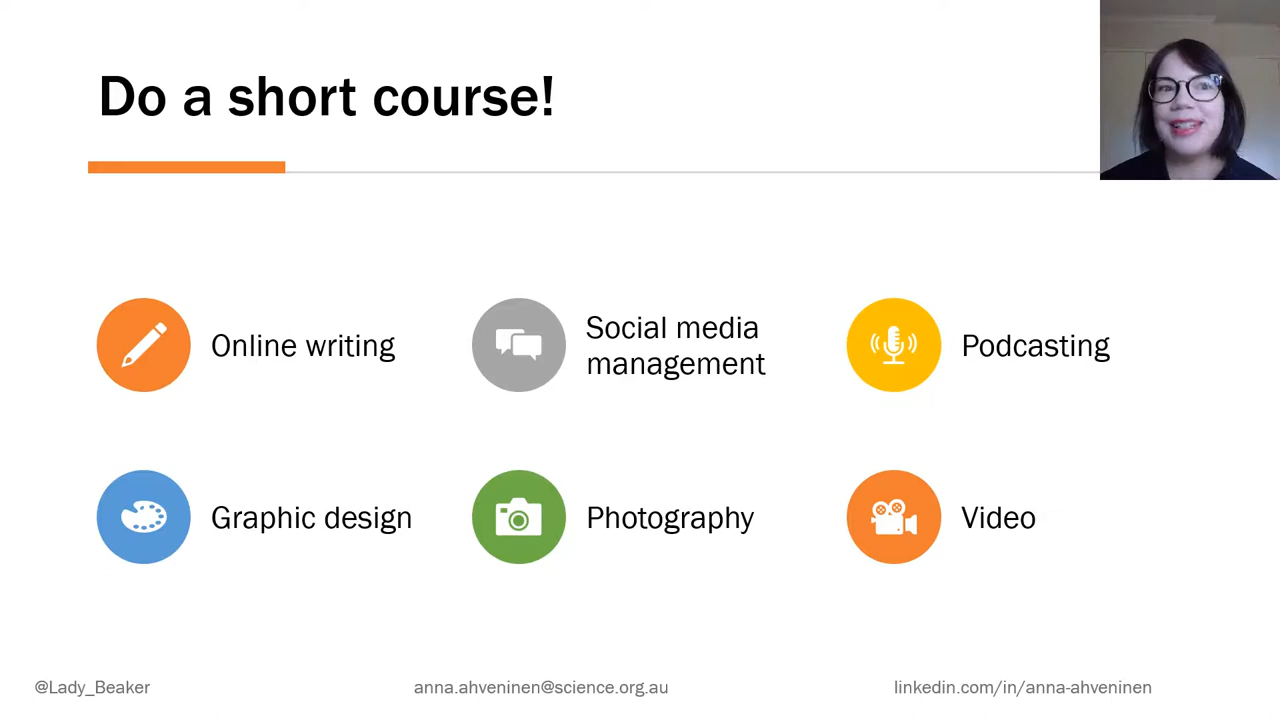 Do a short course!
Online writing
Social media
management
Podcasting
Graphic design
Photography
Video
@Lady_Beaker
anna.ahveninen@science.org.au
linkedin.com/in/anna-ahveninen